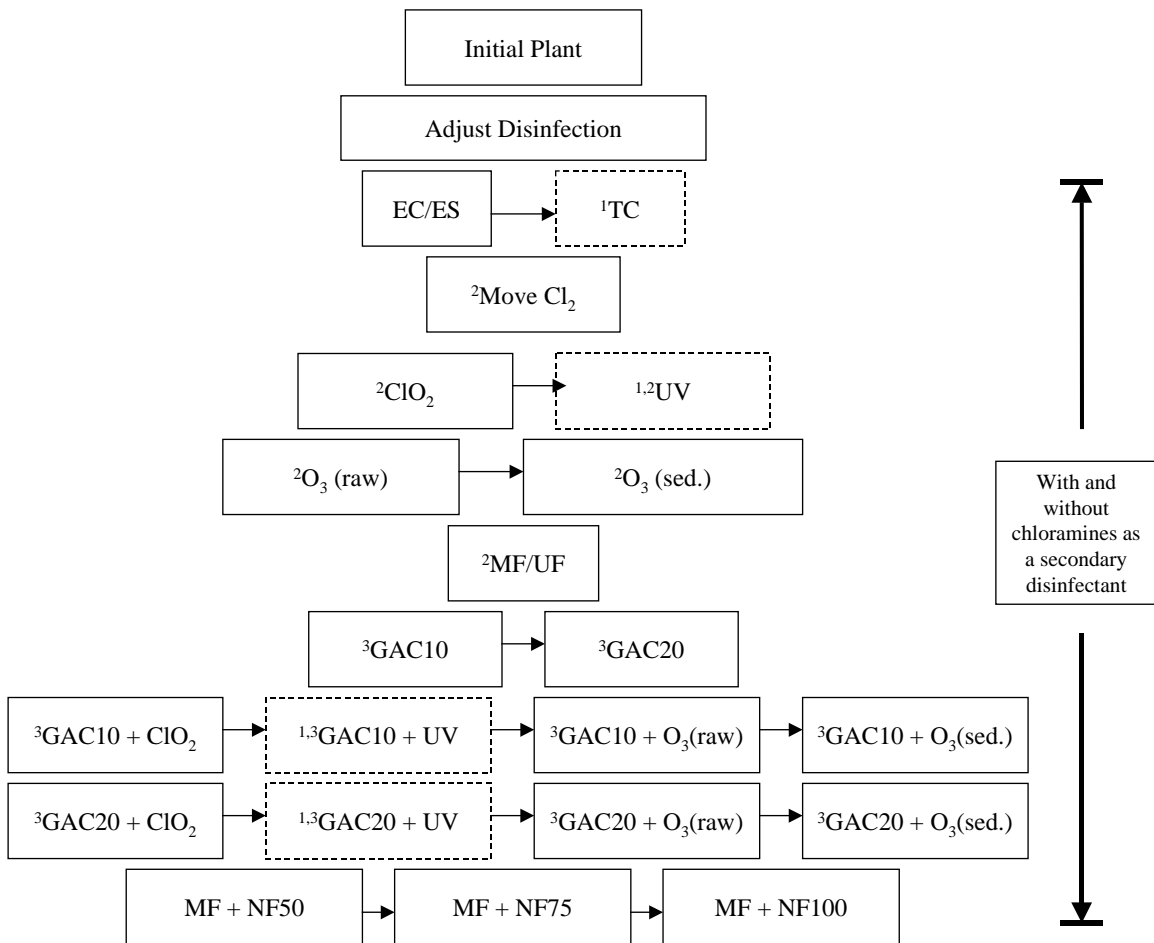 Initial Plant
Adjust Disinfection
EC/ES
¹TC
²Move Cl₂
²ClO₂
¹,²UV
²O₃ (raw)
²O₃ (sed.)
With and
without
chloramines as
a secondary
disinfectant
²MF/UF
³GAC10
³GAC20
³GAC10 + ClO₂
¹,³GAC10 + UV
³GAC10 + O₃(raw)
³GAC10 + O₃(sed.)
³GAC20 + ClO₂
¹,³GAC20 + UV
³GAC20 + O₃(raw)
³GAC20 + O₃(sed.)
MF + NF50
MF + NF75
MF + NF100